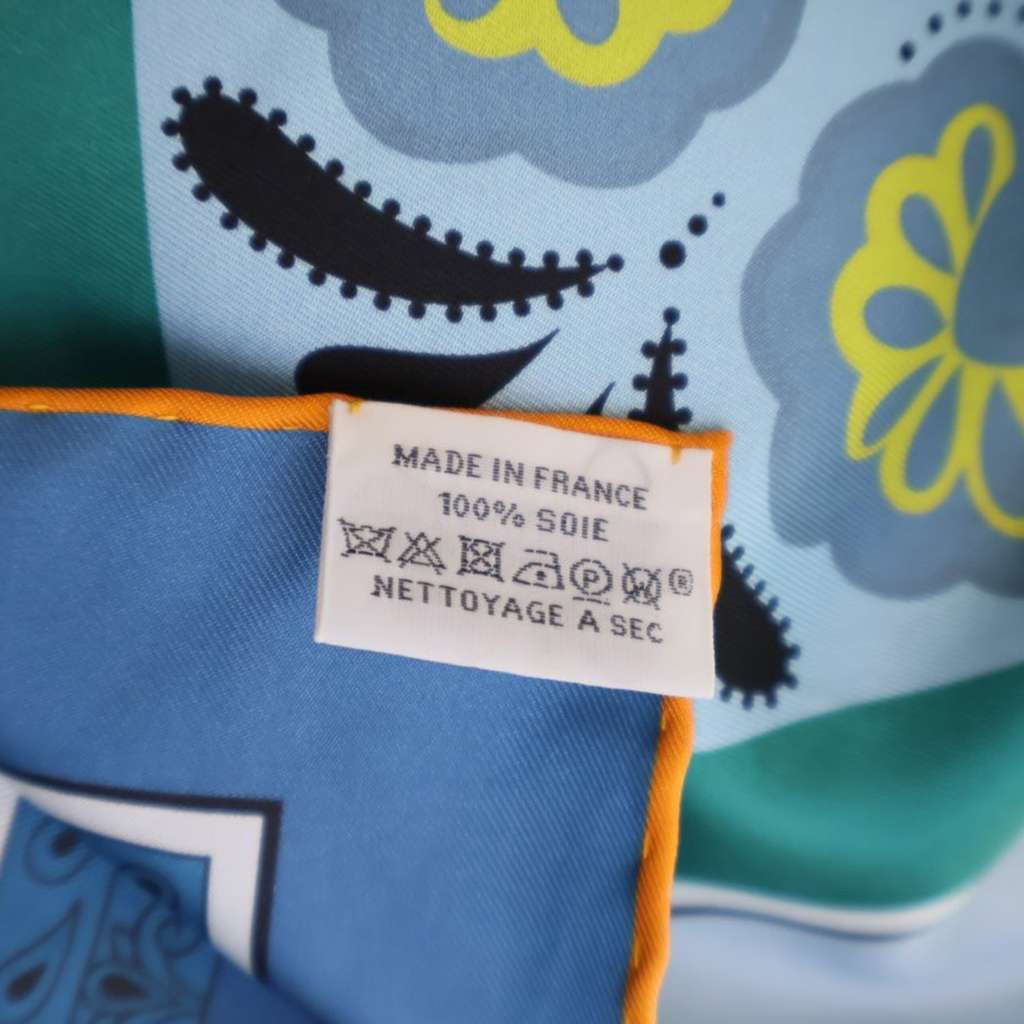 MADE IN FRANCE
100% SOIE
P W ®
NETTOYAGE A SEC